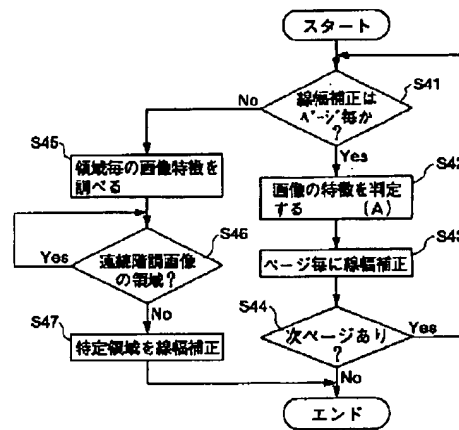 スタート
S41
線幅補正は
ページ毎か
?
No
Yes
S45
領域毎の画像特徴を
調べる
S42
画像の特徴を判定
する (A)
S46
連続階調画像
の領域?
Yes
No
S43
ページ毎に線幅補正
S44
次ページあり
?
Yes
No
S47
特定領域を線幅補正
エンド